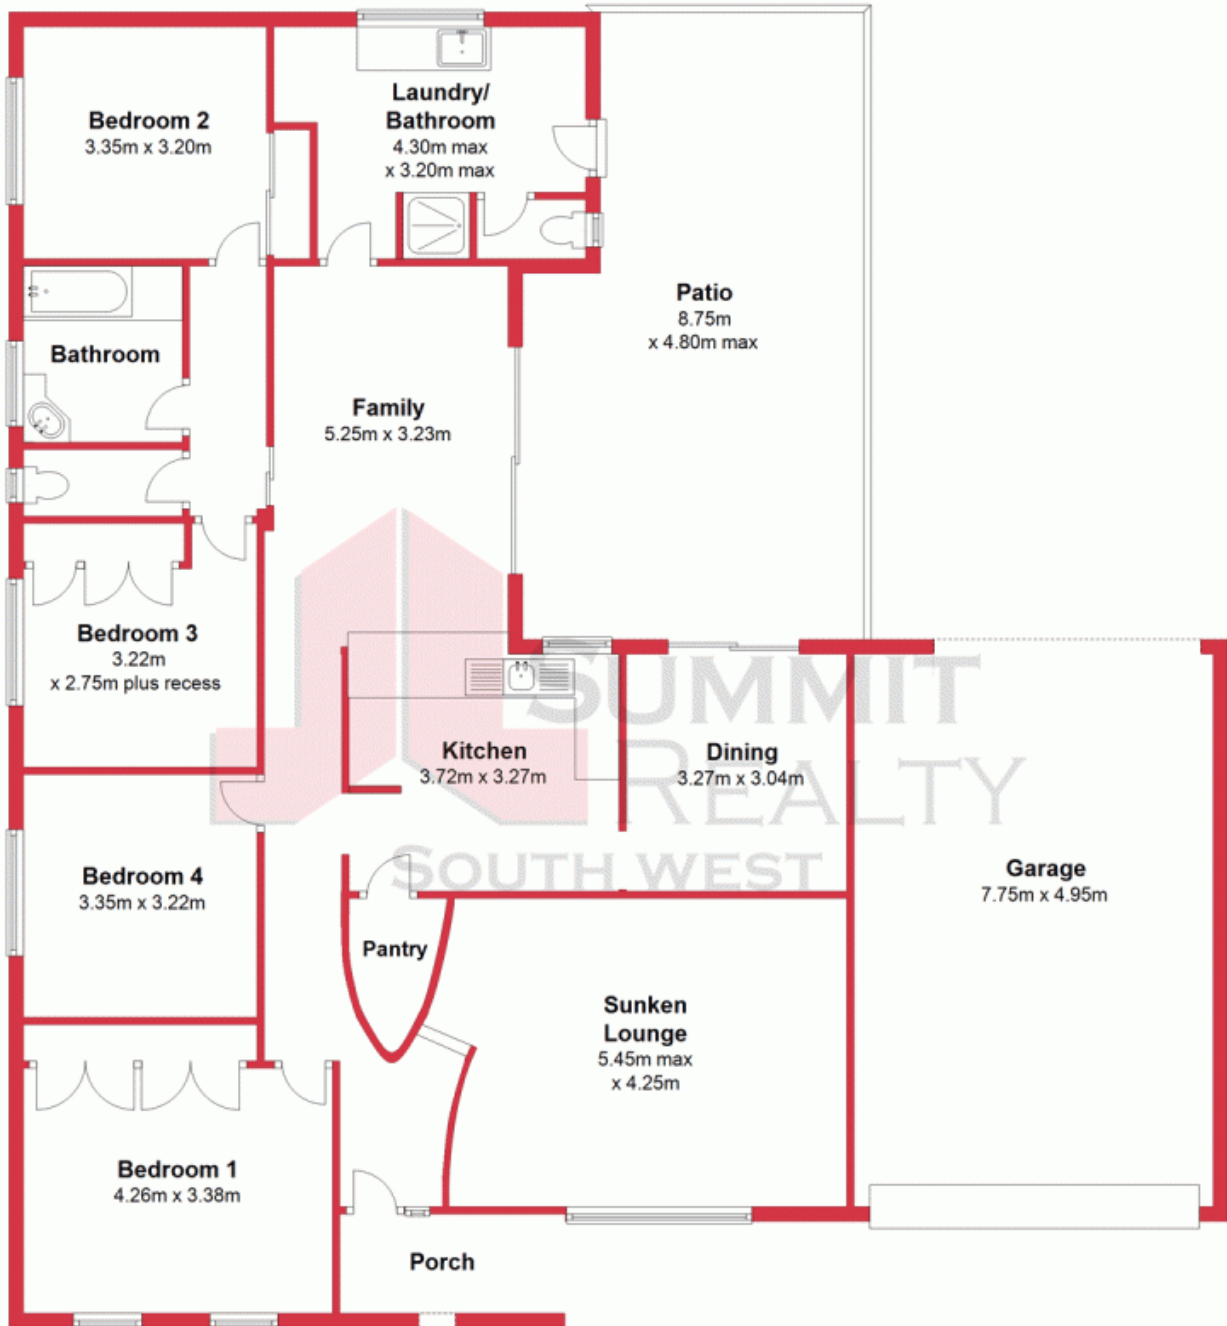 Bedroom 2
3.35m x 3.20m
Laundry/
Bathroom
4.30m max
x 3.20m max
Patio
8.75m
x 4.80m max
Bathroom
Family
5.25m x 3.23m
Bedroom 3
3.22m
x 2.75m plus recess
SUMMIT
REALTY
SOUTH WEST
Kitchen
3.72m x 3.27m
Dining
3.27m x 3.04m
Garage
7.75m x 4.95m
Bedroom 4
3.35m x 3.22m
Pantry
Sunken
Lounge
5.45m max
x 4.25m
Bedroom 1
4.26m x 3.38m
Porch